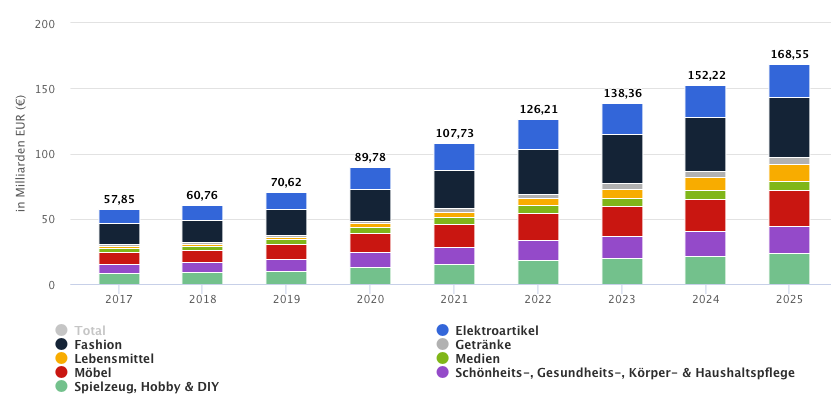 in Milliarden EUR (€)
200
150
100
50
0
57,85
60,76
70,62
89,78
107,73
126,21
138,36
152,22
168,55
2017
2018
2019
2020
2021
2022
2023
2024
2025
Total
Elektroartikel
Fashion
Getränke
Lebensmittel
Medien
Möbel
Schönheits-, Gesundheits-, Körper- & Haushaltspflege
Spielzeug, Hobby & DIY